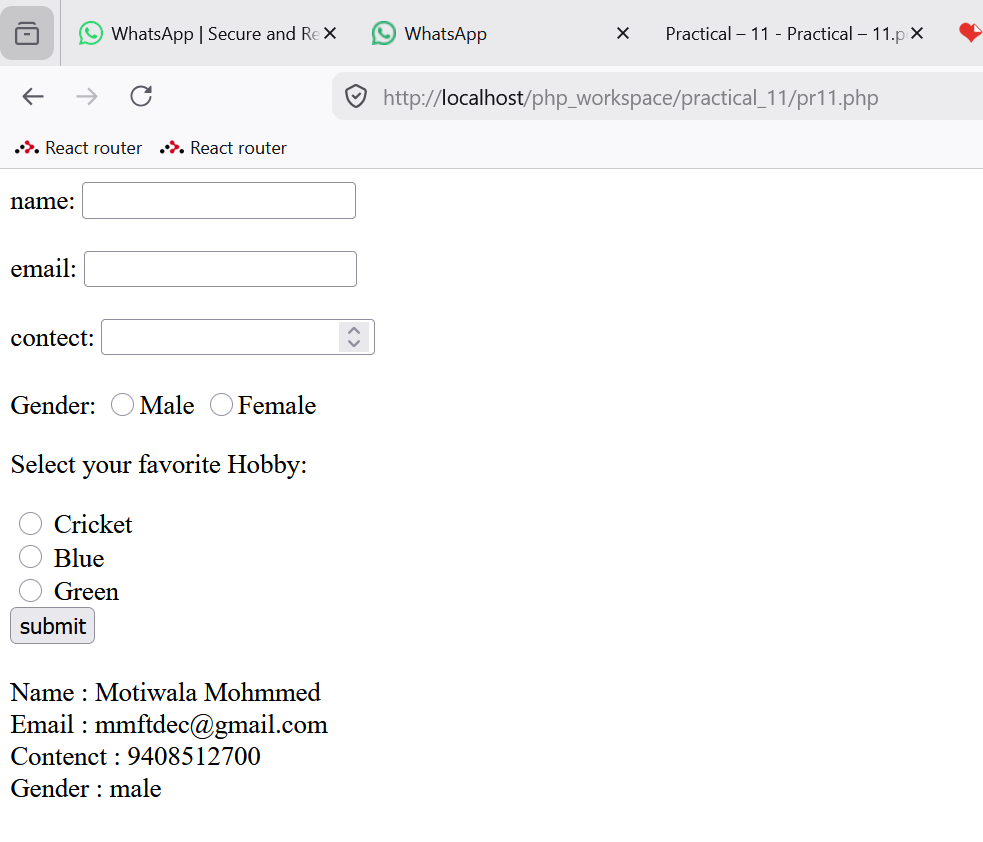 WhatsApp | Secure and Re
WhatsApp
Practical – 11 - Practical – 11.p
http://localhost/php_workspace/practical_11/pr11.php
React router
React router
name:
email:
contect:
Gender: Male Female
Select your favorite Hobby:
Cricket
Blue
Green
submit
Name : Motiwala Mohmmed
Email : mmftdec@gmail.com
Contenct : 9408512700
Gender : male